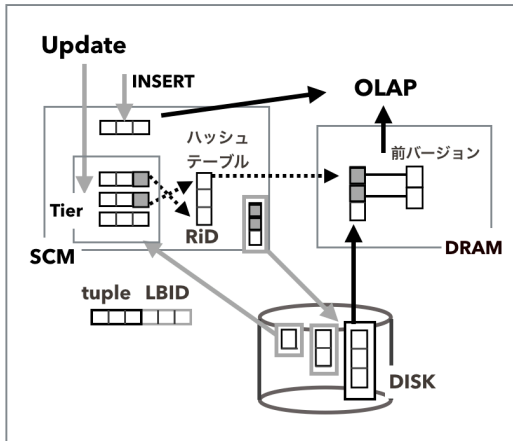 Update
INSERT
OLAP
ハッシュ
テーブル
前バージョン
Tier
RiD
SCM
DRAM
tuple LBID
DISK